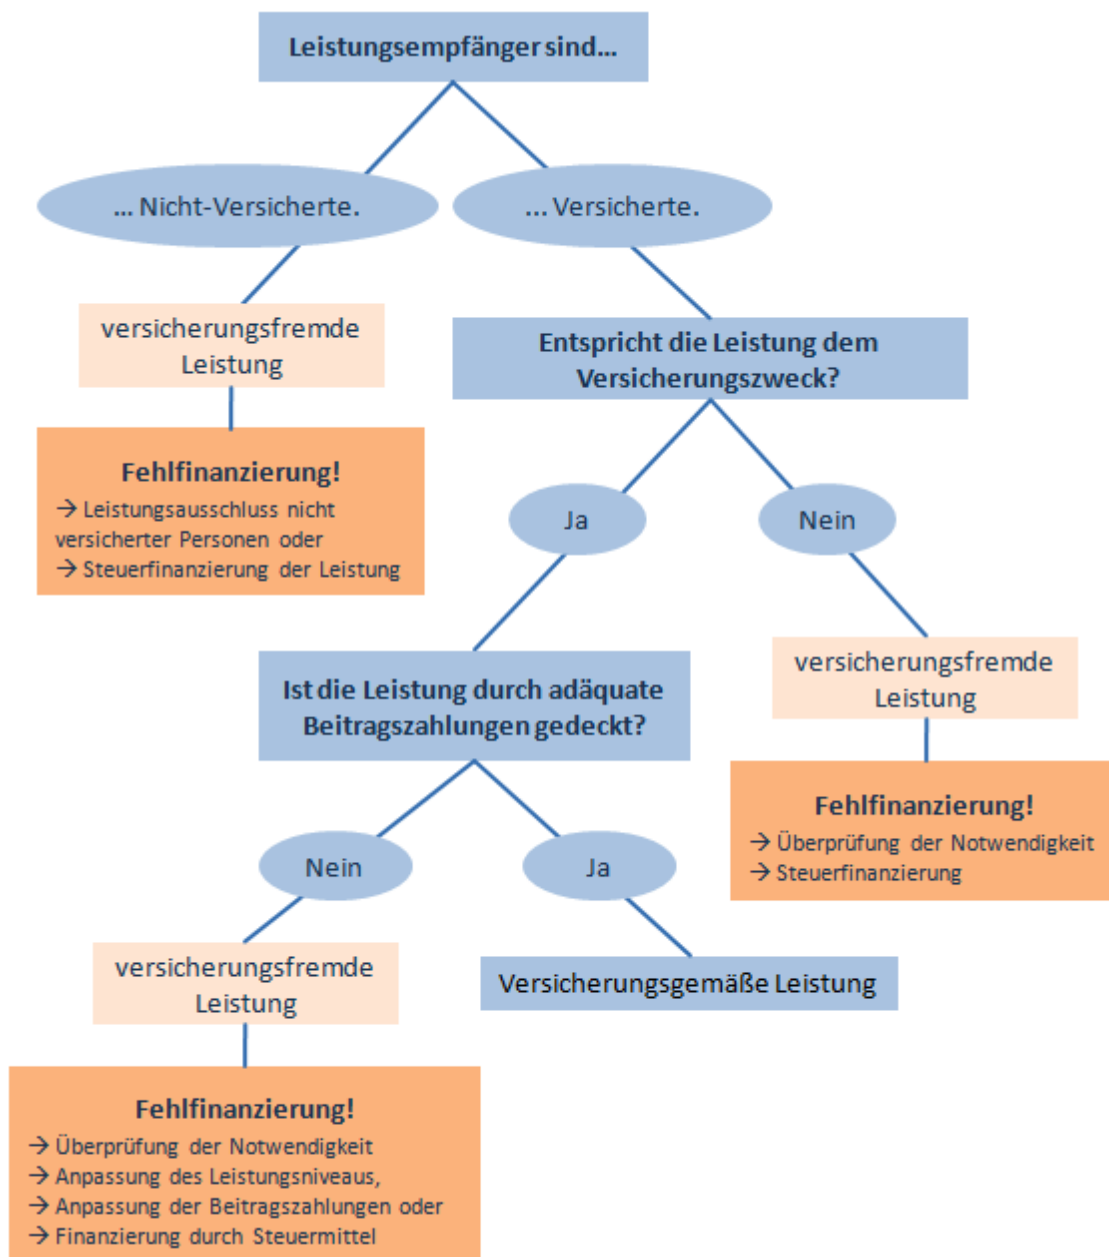 Leistungsempfänger sind...
... Nicht-Versicherte.
... Versicherte.
versicherungsfremde
Leistung
Entspricht die Leistung dem
Versicherungszweck?
Fehlfinanzierung!
→ Leistungsausschluss nicht
versicherter Personen oder
→ Steuerfinanzierung der Leistung
Ja
Nein
Ist die Leistung durch adäquate
Beitragszahlungen gedeckt?
versicherungsfremde
Leistung
Fehlfinanzierung!
→ Überprüfung der Notwendigkeit
→ Steuerfinanzierung
Nein
Ja
versicherungsfremde
Leistung
Versicherungsgemäße Leistung
Fehlfinanzierung!
→ Überprüfung der Notwendigkeit
→ Anpassung des Leistungsniveaus,
→ Anpassung der Beitragszahlungen oder
→ Finanzierung durch Steuermittel